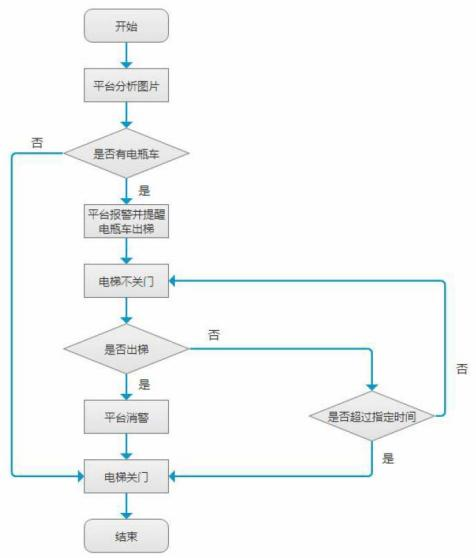 开始
平台分析图片
否
是否有电瓶车
是
平台报警并提醒
电瓶车出梯
电梯不关门
否
是否出梯
否
是
平台消警
是否超过指定时间
是
电梯关门
结束